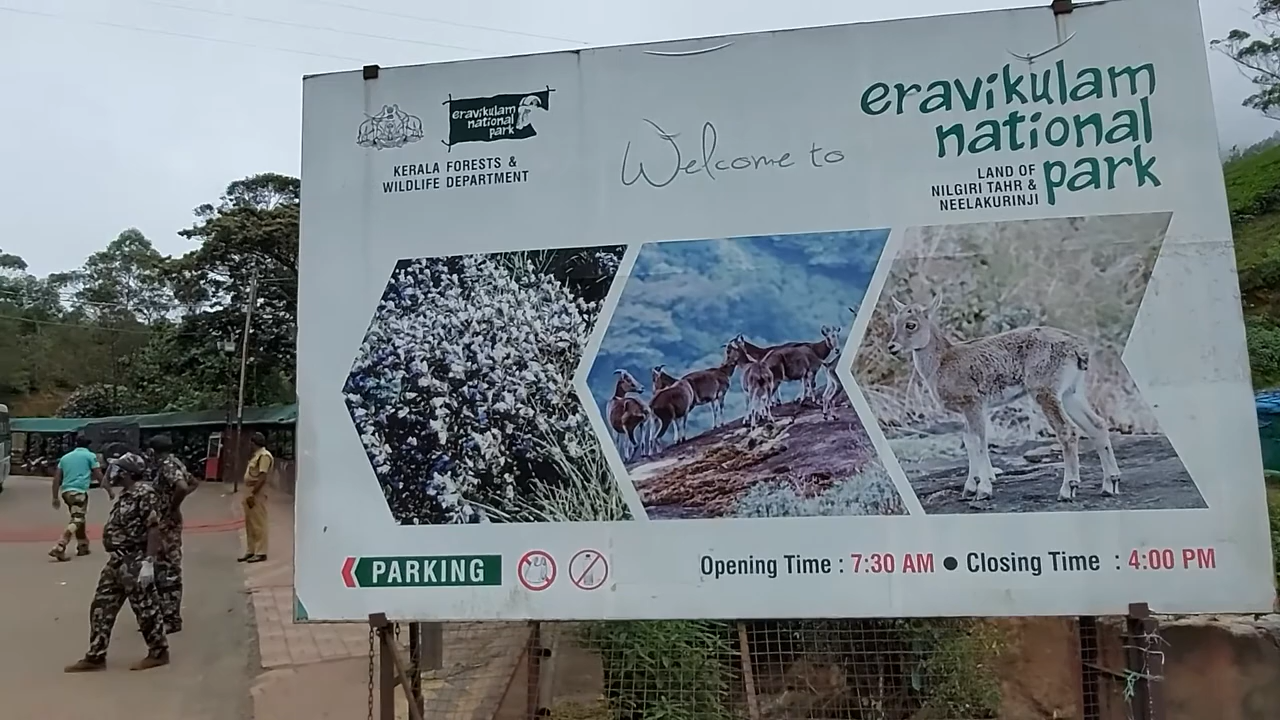 eravikulam
national
park
KERALA FORESTS &
WILDLIFE DEPARTMENT
Welcome to
eravikulam
national
park
LAND OF
NILGIRI TAHR &
NEELAKURINJI
PARKING
Opening Time : 7:30 AM ● Closing Time : 4:00 PM